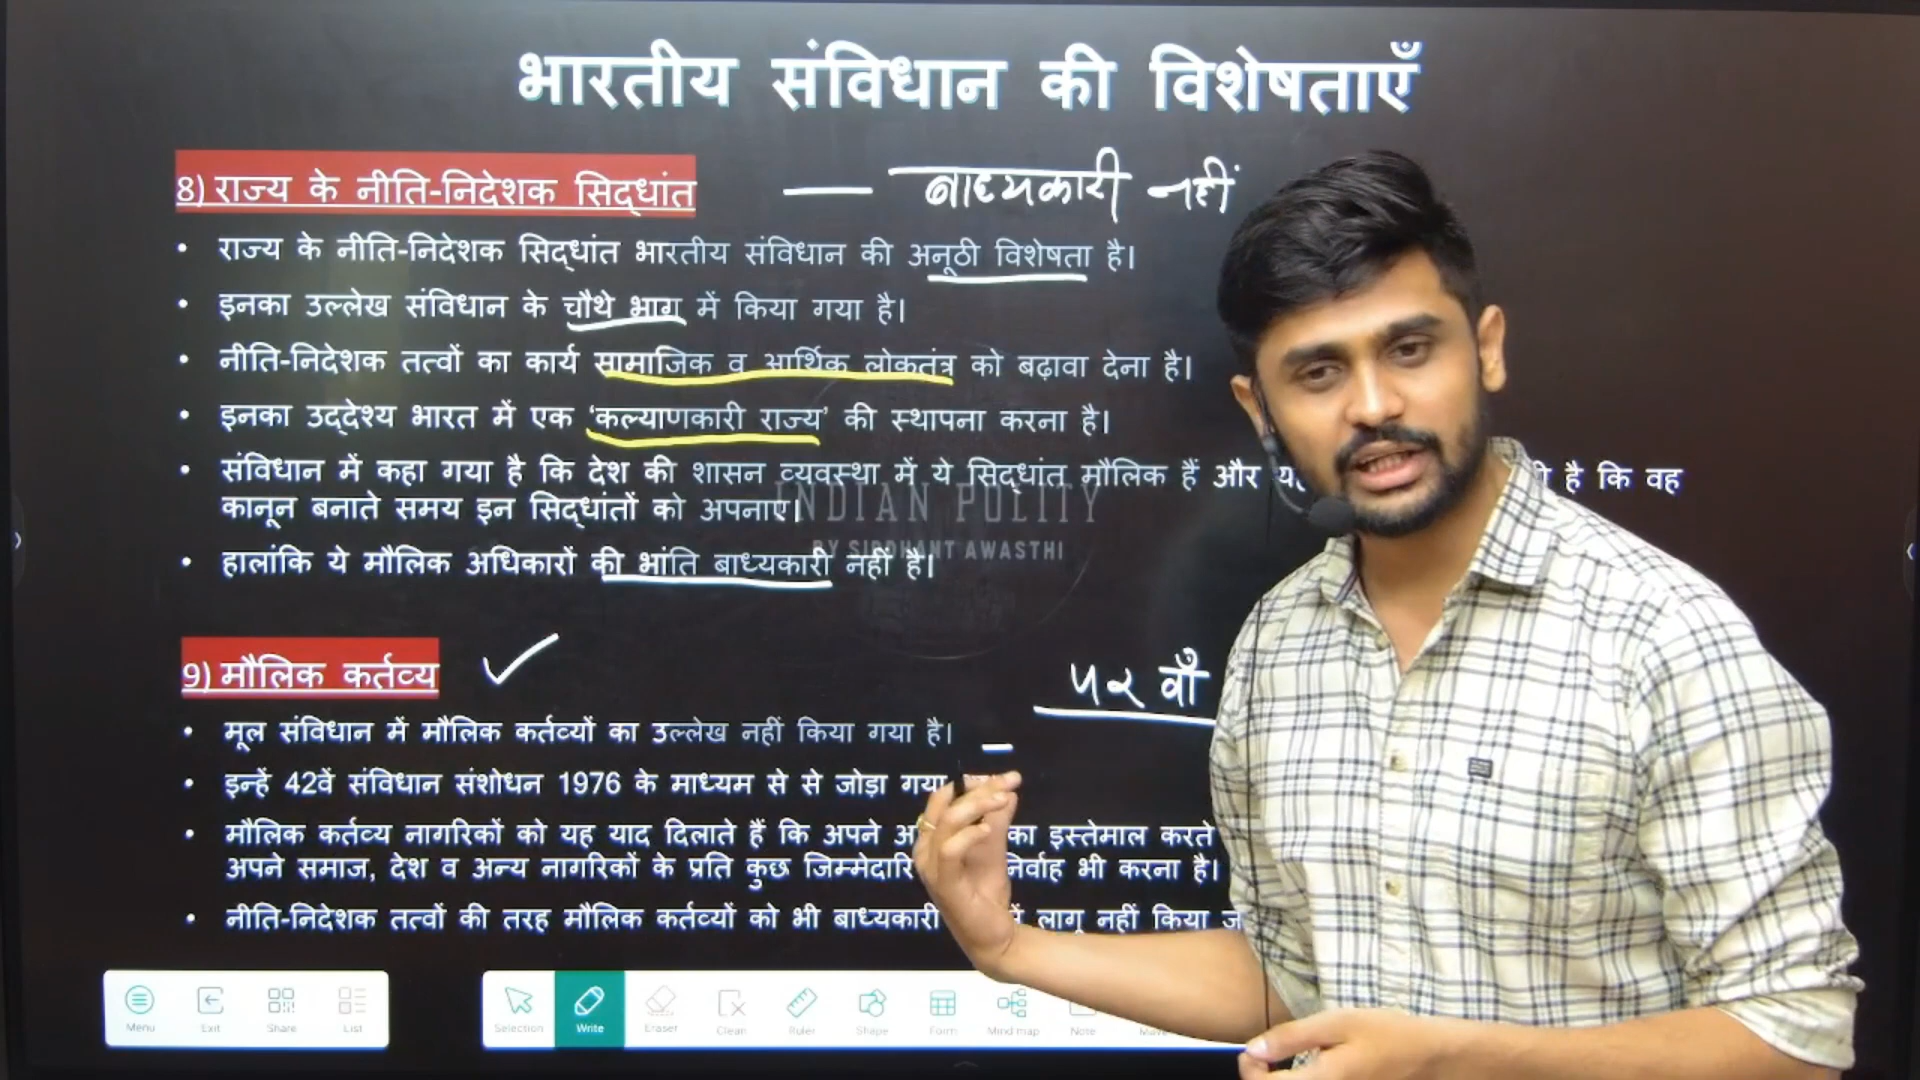 भारतीय संविधान की विशेषताएँ
8) राज्य के नीति-निदेशक सिद्धांत — बाध्यकारी नहीं
• राज्य के नीति-निदेशक सिद्धांत भारतीय संविधान की अनूठी विशेषता है।
• इनका उल्लेख संविधान के चौथे भाग में किया गया है।
• नीति-निदेशक तत्वों का कार्य सामाजिक व आर्थिक लोकतंत्र को बढ़ावा देना है।
• इनका उद्देश्य भारत में एक ‘कल्याणकारी राज्य’ की स्थापना करना है।
• संविधान में कहा गया है कि देश की शासन व्यवस्था में ये सिद्धांत मौलिक हैं और है कि वह
कानून बनाते समय इन सिद्धांतों को अपनाए।
INDIAN POLITY
BY SIDDHANT AWASTHI
• हालांकि ये मौलिक अधिकारों की भांति बाध्यकारी नहीं है।
9) मौलिक कर्तव्य
४२ वाँ
• मूल संविधान में मौलिक कर्तव्यों का उल्लेख नहीं किया गया है।
• इन्हें 42वें संविधान संशोधन 1976 के माध्यम से से जोड़ा गया
• मौलिक कर्तव्य नागरिकों को यह याद दिलाते हैं कि अपने का इस्तेमाल करते
अपने समाज, देश व अन्य नागरिकों के प्रति कुछ निर्वाह भी करना है।
• नीति-निदेशक तत्वों की तरह मौलिक कर्तव्यों को भी बाध्यकारी लागू नहीं किया
Menu Exit Share List Selection Write Eraser Clean Ruler Shape Form Mind map Note